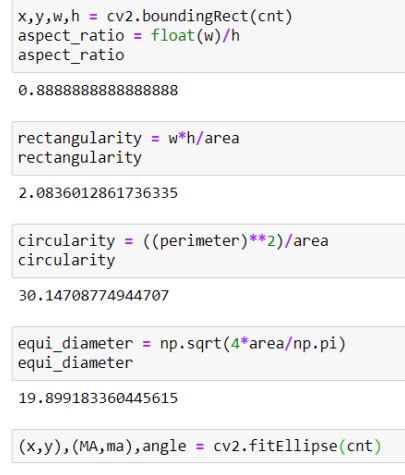 x,y,w,h = cv2.boundingRect(cnt)
aspect_ratio = float(w)/h
aspect_ratio
0.8888888888888888
rectangularity = w*h/area
rectangularity
2.0836012861736335
circularity = ((perimeter)**2)/area
circularity
30.14708774944707
equi_diameter = np.sqrt(4*area/np.pi)
equi_diameter
19.899183360445615
(x,y),(MA,ma),angle = cv2.fitEllipse(cnt)